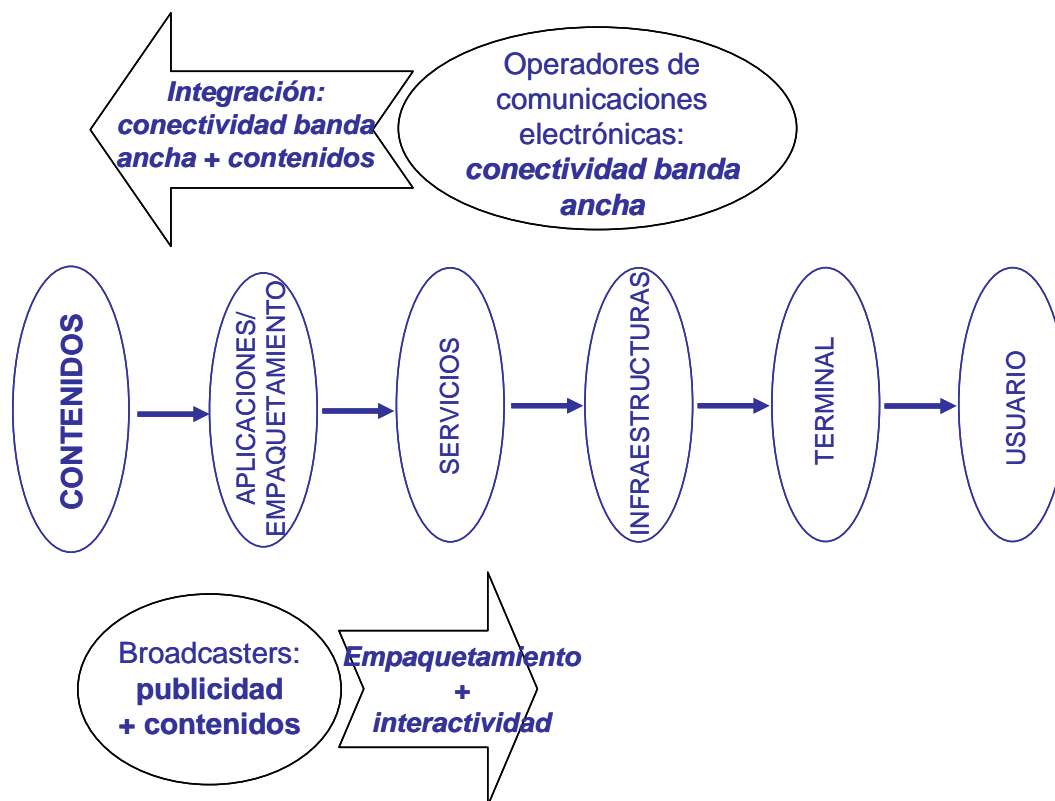 Integración:
conectividad banda
ancha + contenidos
Operadores de
comunicaciones
electrónicas:
conectividad banda
ancha
CONTENIDOS
APLICACIONES/
EMPAQUETAMIENTO
SERVICIOS
INFRAESTRUCTURAS
TERMINAL
USUARIO
Broadcasters:
publicidad
+ contenidos
Empaquetamiento
+
interactividad